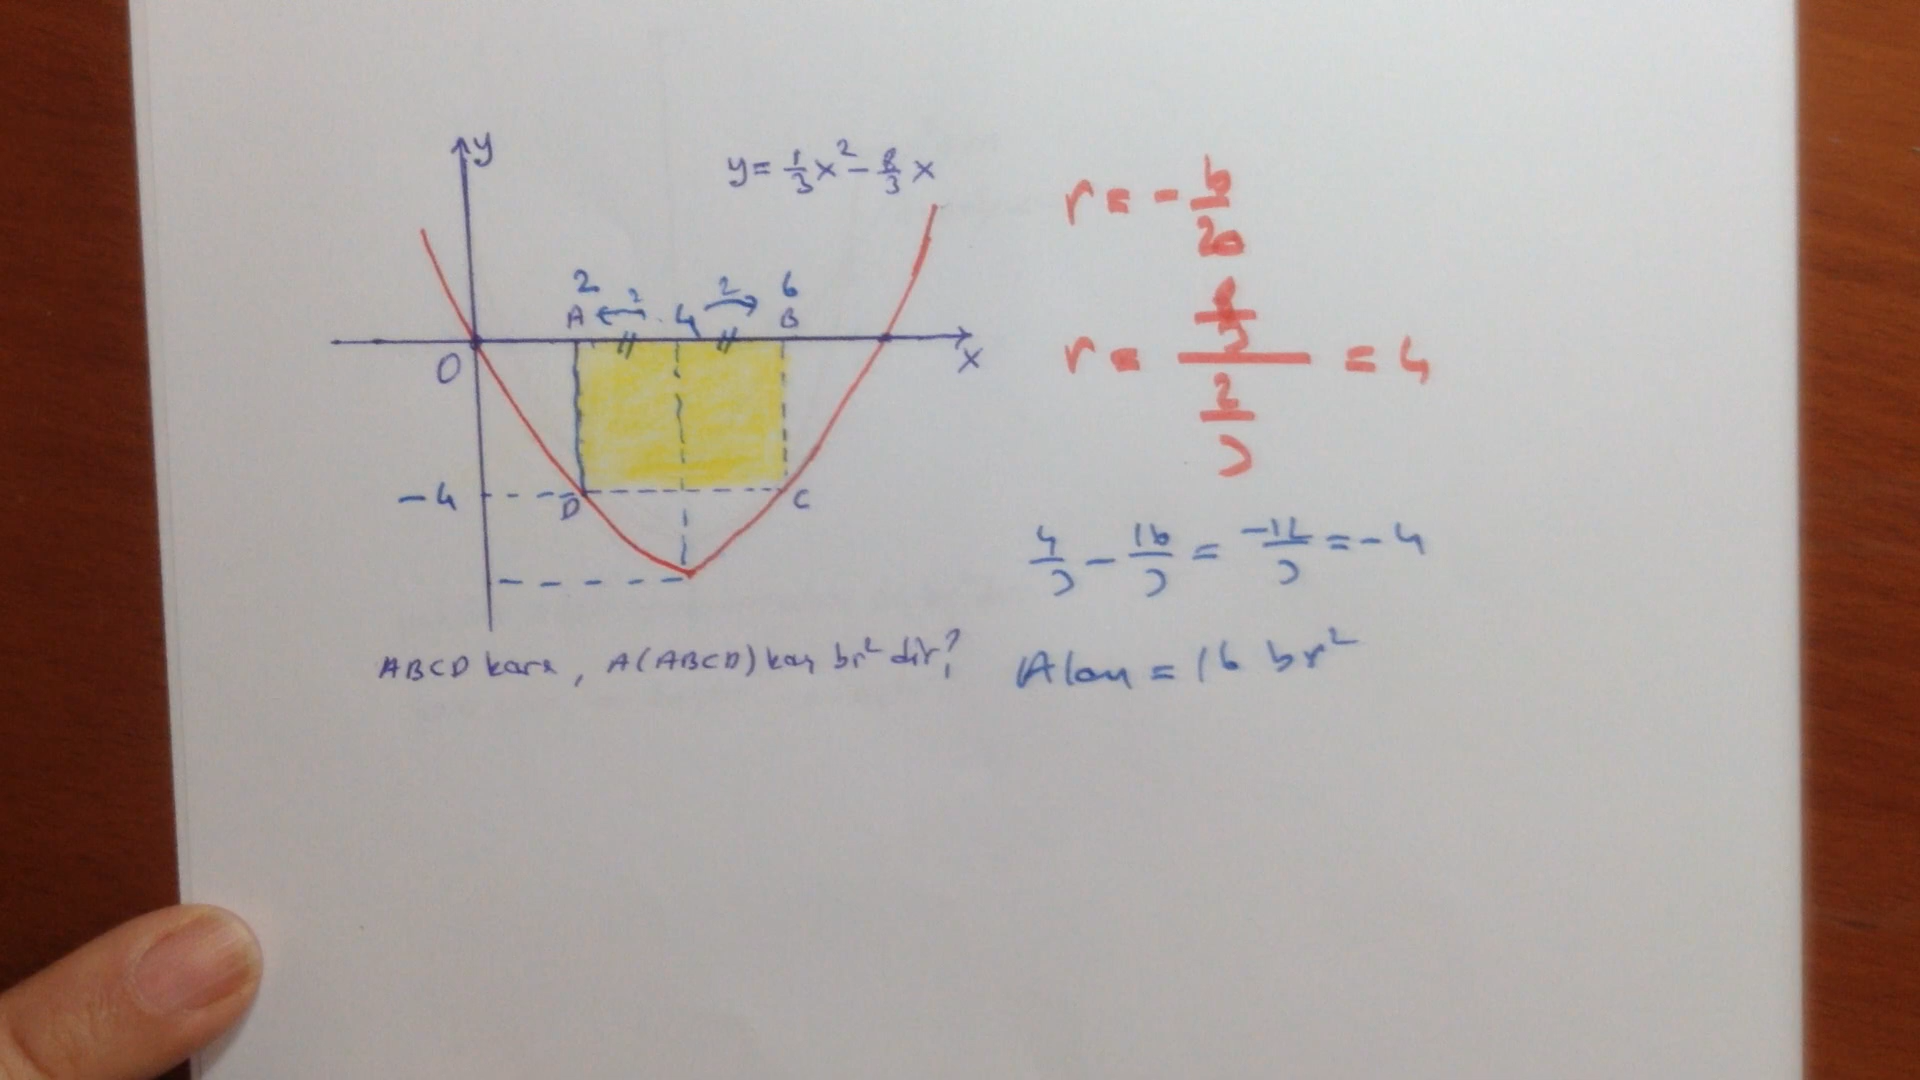 y
y = 1/3 x² - 8/3 x
2 2 2 6
A 4 B
O x
-4
D C
ABCD kare, A(ABCD) kaç br² dir?
r = - b/2a
r = (8/3)/(2/3) = 4
4/3 - 16/3 = -12/3 = -4
Alan = 16 br²